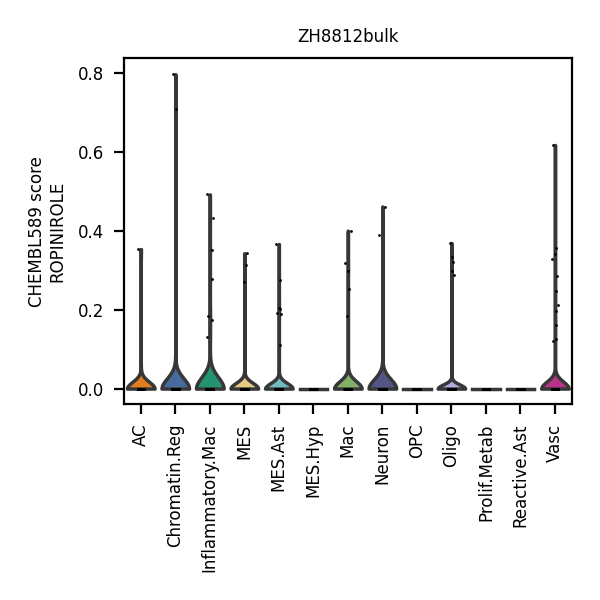 ZH8812bulk
CHEMBL589 score
ROPINIROLE
0.8
0.6
0.4
0.2
0.0
AC
Chromatin.Reg
Inflammatory.Mac
MES
MES.Ast
MES.Hyp
Mac
Neuron
OPC
Oligo
Prolif.Metab
Reactive.Ast
Vasc